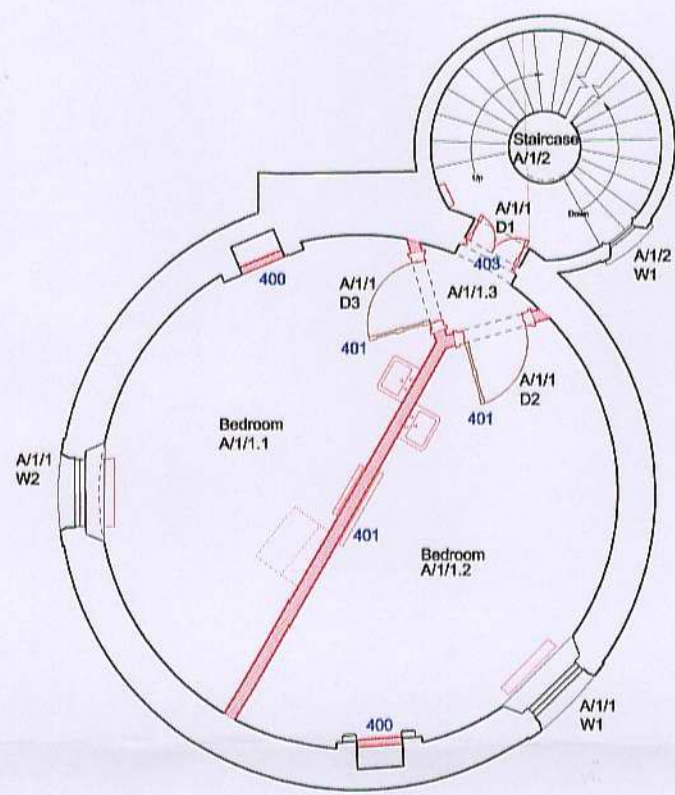 Staircase
A/1/2
Up
Down
A/1/1
D1
A/1/2
W1
403
400
A/1/1
D3
A/1/1.3
401
A/1/1
D2
401
Bedroom
A/1/1.1
A/1/1
W2
401
Bedroom
A/1/1.2
A/1/1
W1
400